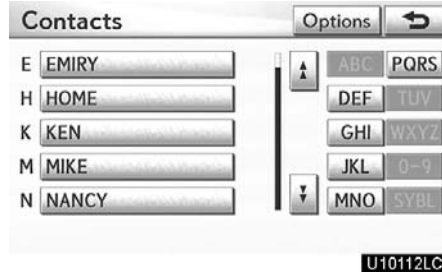 Contacts Options
E EMIRY ABC PQRS
H HOME DEF TUV
K KEN GHI WXYZ
M MIKE JKL 0-9
N NANCY MNO SYBL
U10112LC